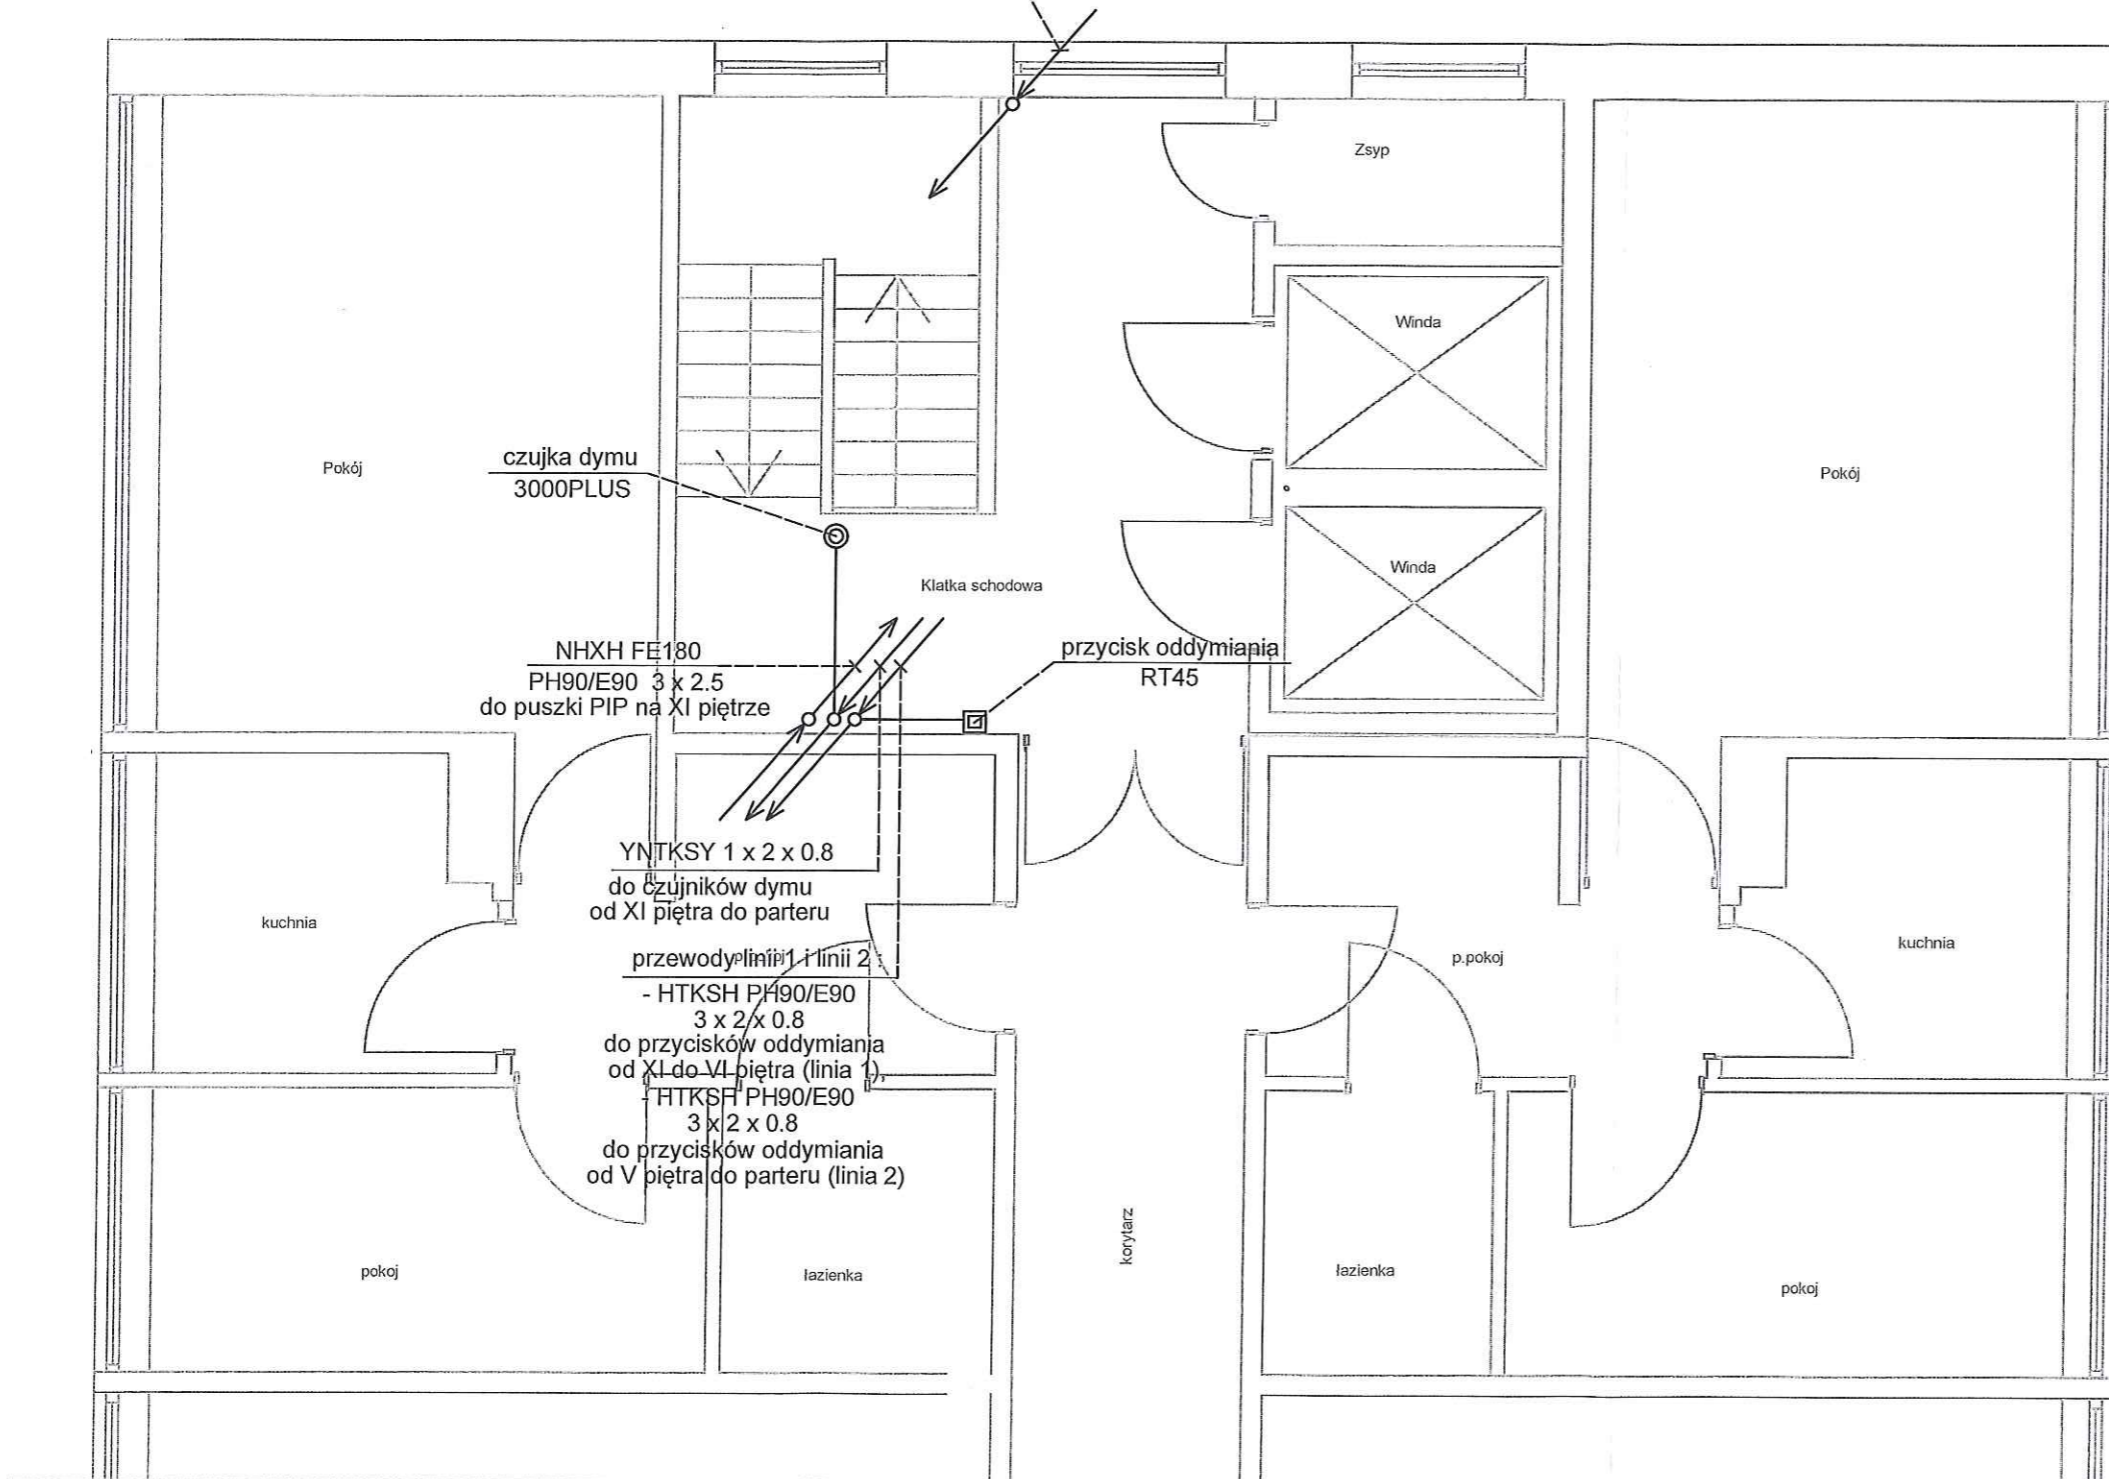 Zsyp
Winda
Pokój
czujka dymu
3000PLUS
Pokój
Winda
Klatka schodowa
NHXH FE180
PH90/E90 3 x 2.5
do puszki PIP na XI piętrze
przycisk oddymiania
RT45
YNTKSY 1 x 2 x 0.8
do czujników dymu
od XI piętra do parteru
kuchnia
przewody linii 1 i linii 2 :
- HTKSH PH90/E90
3 x 2 x 0.8
do przycisków oddymiania
od XI do VI piętra (linia 1),
- HTKSH PH90/E90
3 x 2 x 0.8
do przycisków oddymiania
od V piętra do parteru (linia 2)
p.pokoj
kuchnia
pokoj
łazienka
korytarz
łazienka
pokoj